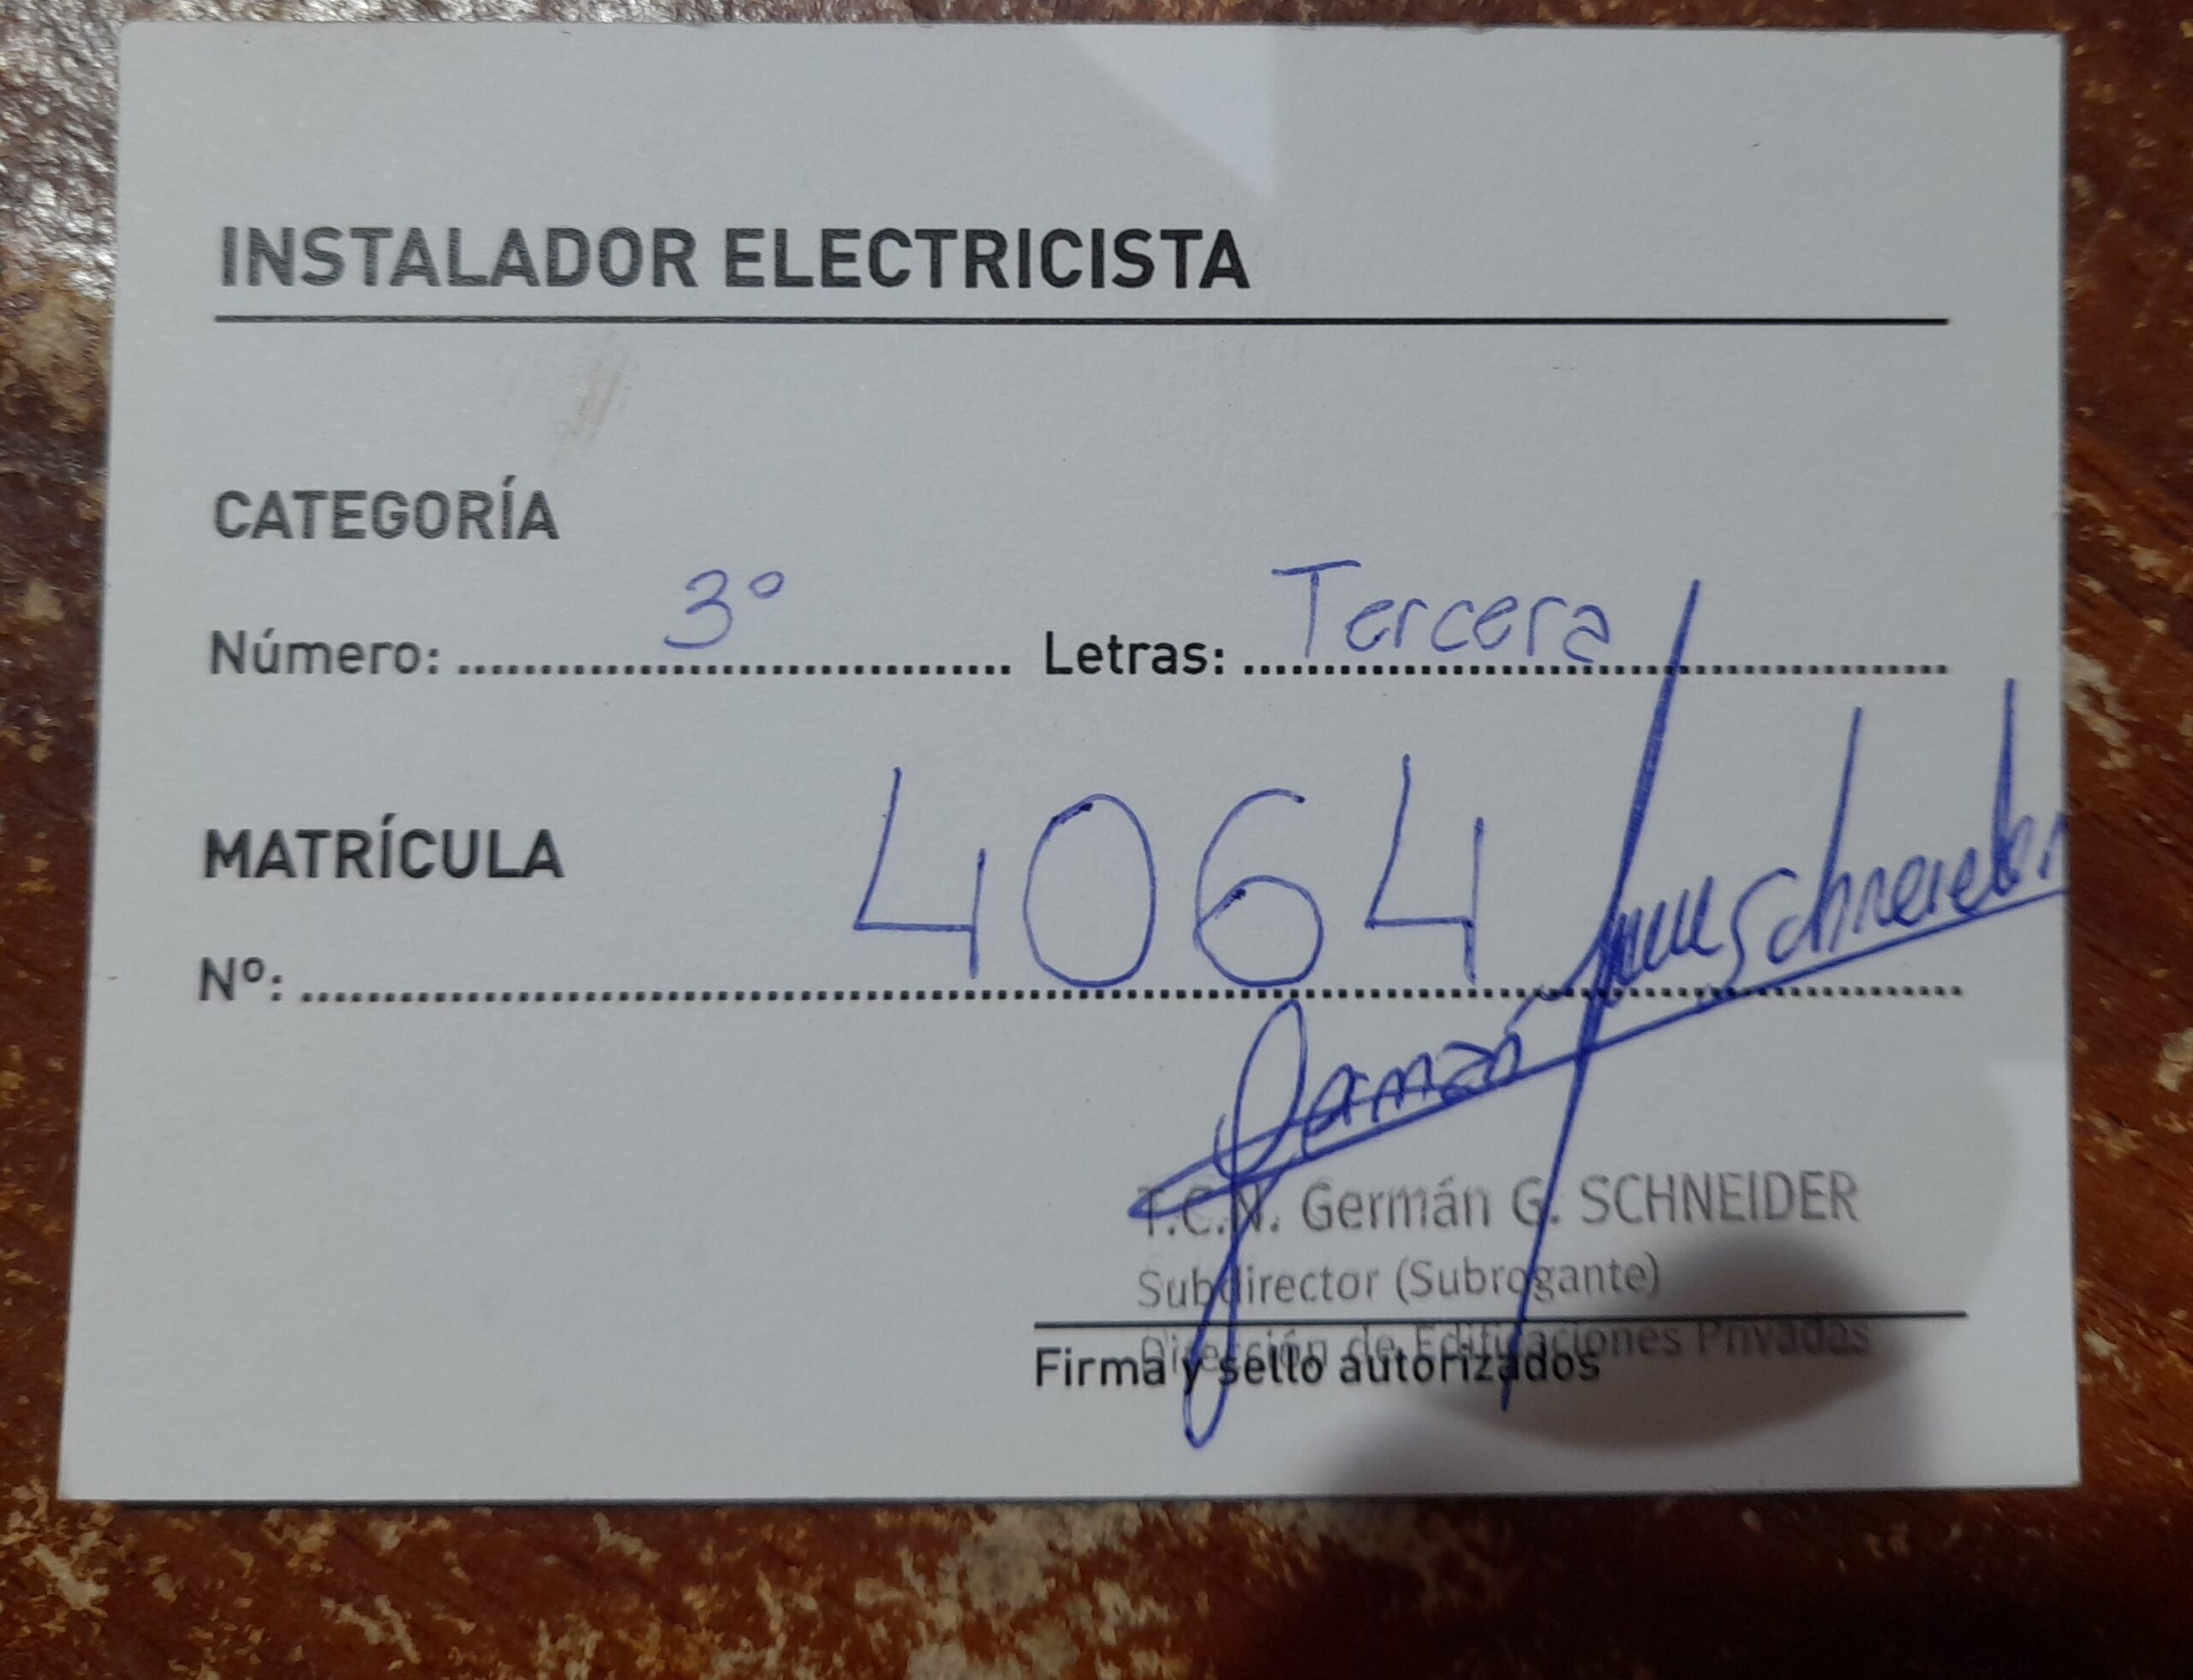 INSTALADOR ELECTRICISTA
CATEGORÍA
Número: 3° Letras: Tercera
MATRÍCULA
Nº: 4064
T.C.N. Germán G. SCHNEIDER
Subdirector (Subrogante)
Dirección de Edificaciones Privadas
Firma y sello autorizados